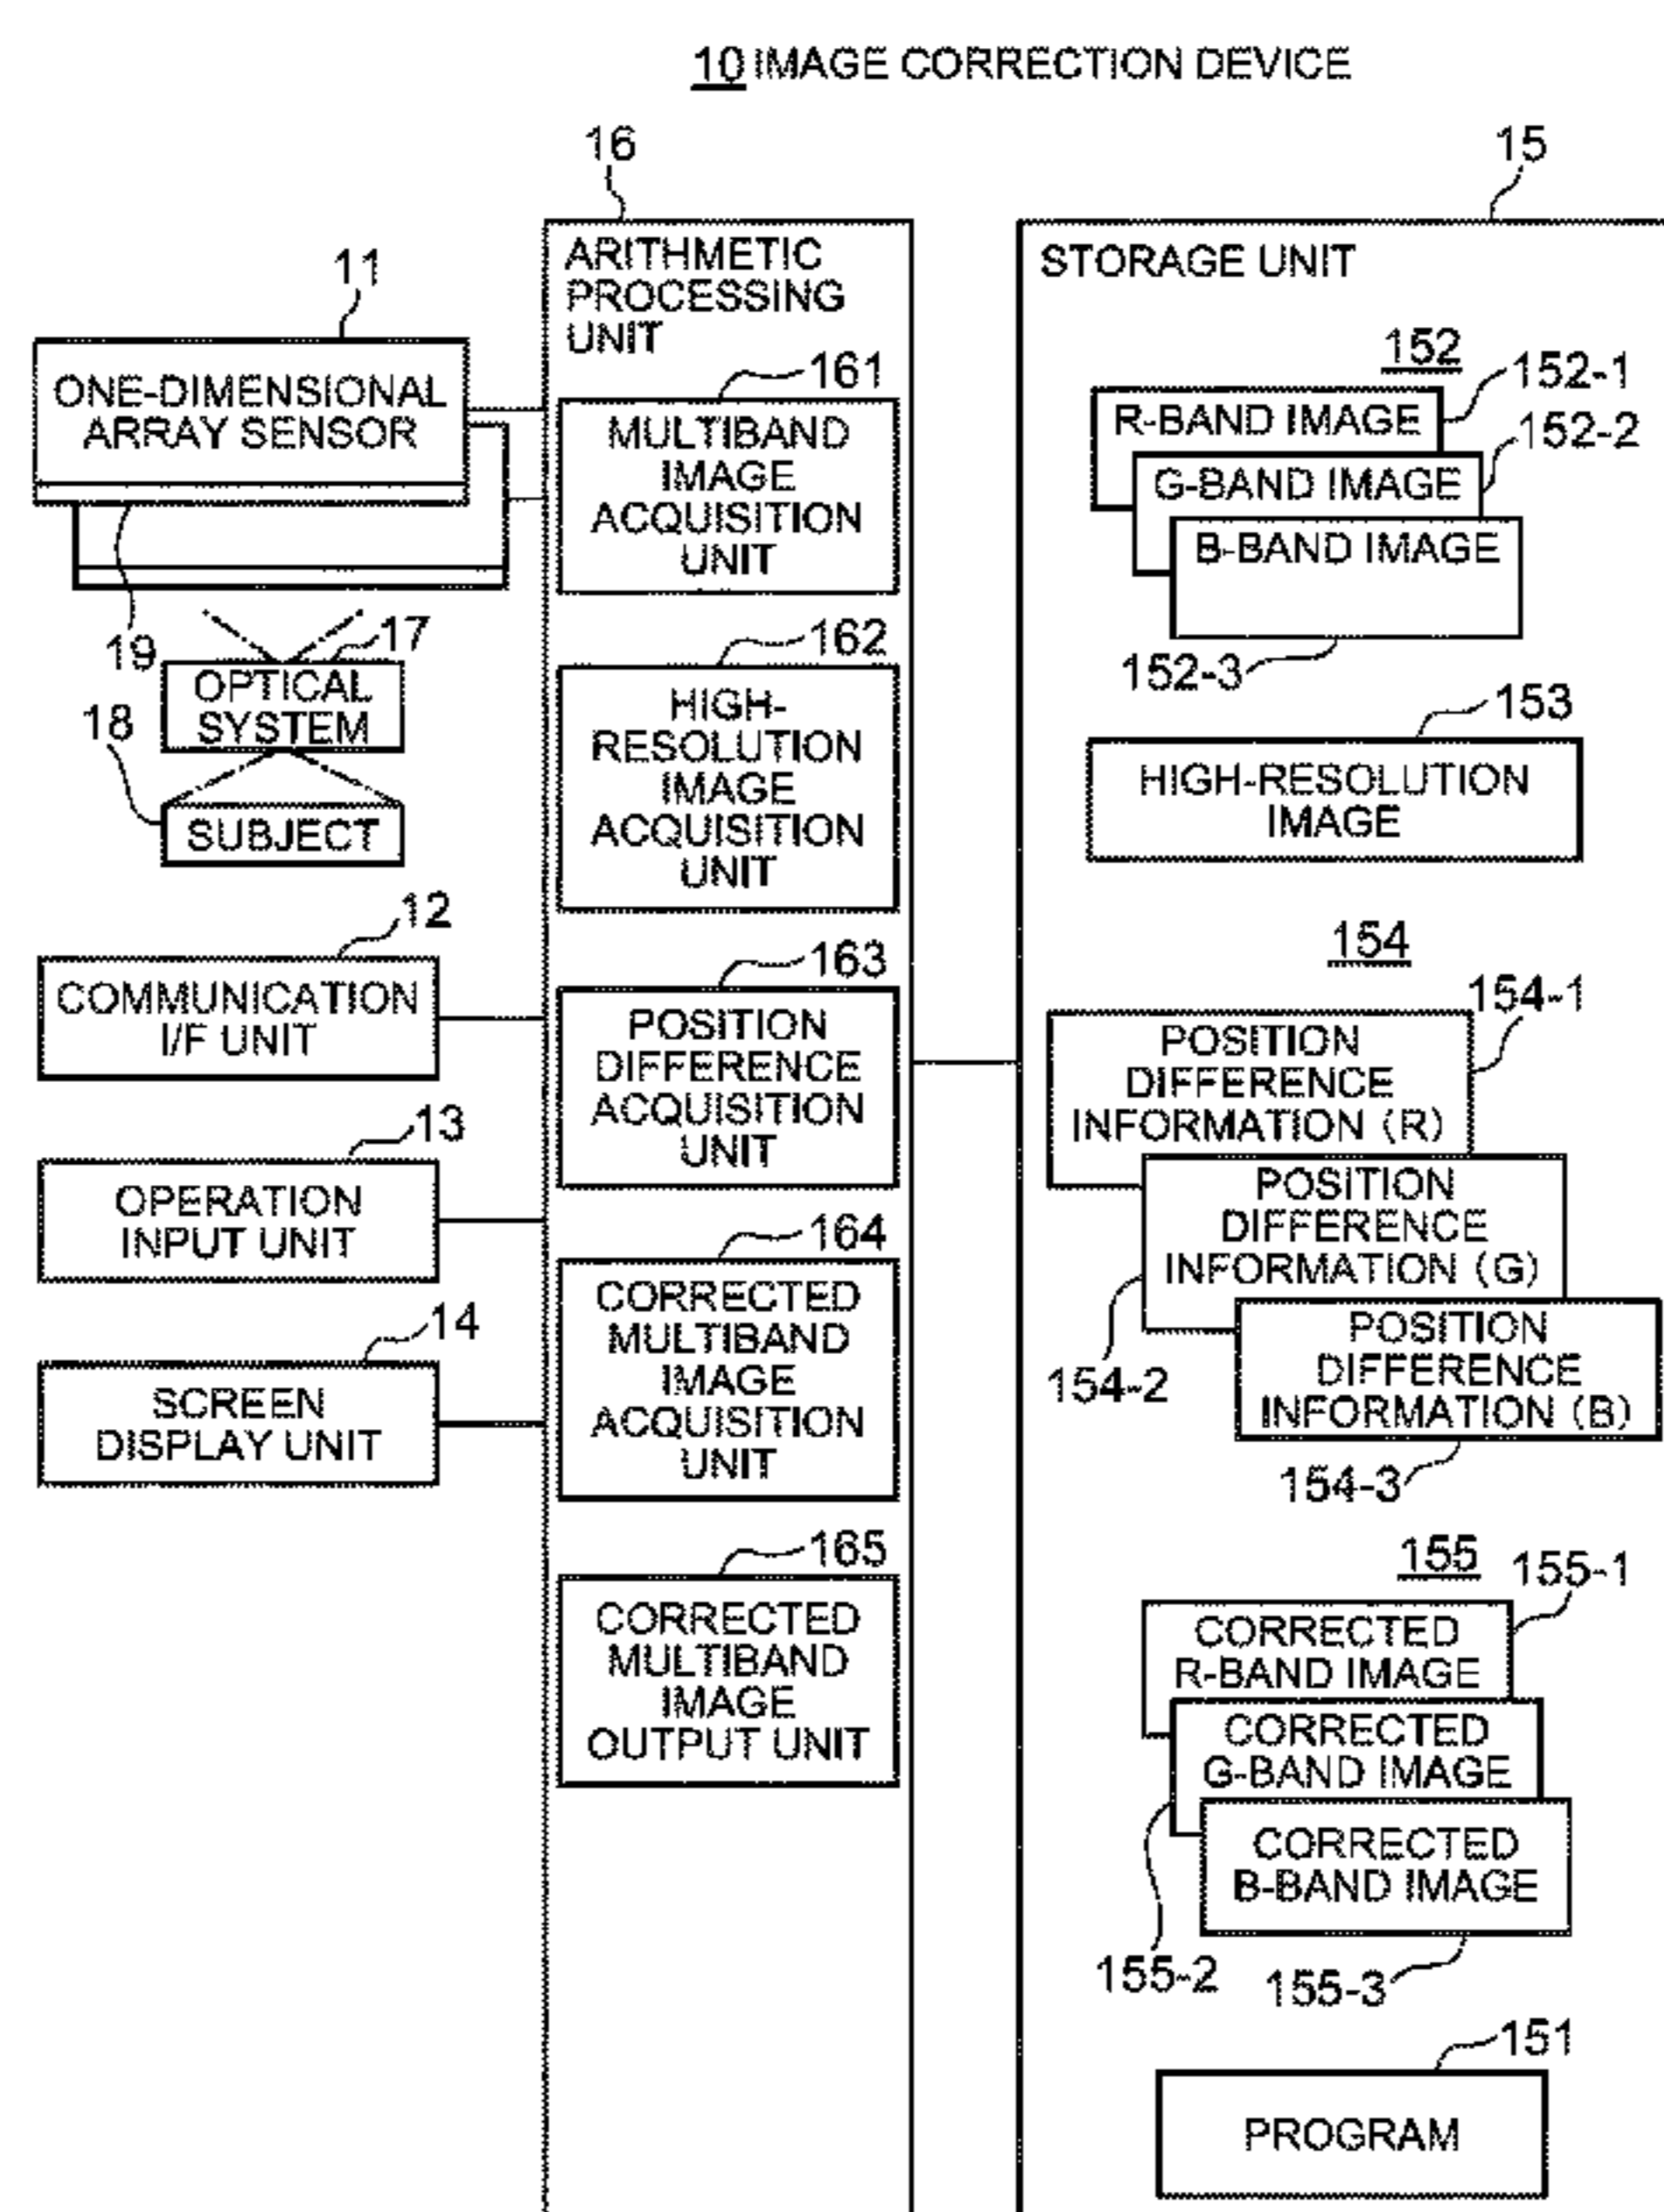 10 IMAGE CORRECTION DEVICE
16
15
11
ARITHMETIC
PROCESSING
UNIT
STORAGE UNIT
ONE-DIMENSIONAL
ARRAY SENSOR
19
17
OPTICAL
SYSTEM
18
SUBJECT
12
COMMUNICATION
I/F UNIT
13
OPERATION
INPUT UNIT
14
SCREEN
DISPLAY UNIT
161
MULTIBAND
IMAGE
ACQUISITION
UNIT
162
HIGH-
RESOLUTION
IMAGE
ACQUISITION
UNIT
163
POSITION
DIFFERENCE
ACQUISITION
UNIT
164
CORRECTED
MULTIBAND
IMAGE
ACQUISITION
UNIT
165
CORRECTED
MULTIBAND
IMAGE
OUTPUT UNIT
152
152-1
R-BAND IMAGE
152-2
G-BAND IMAGE
B-BAND IMAGE
152-3
153
HIGH-RESOLUTION
IMAGE
154
154-1
POSITION
DIFFERENCE
INFORMATION (R)
POSITION
DIFFERENCE
INFORMATION (G)
154-2
POSITION
DIFFERENCE
INFORMATION (B)
154-3
155
155-1
CORRECTED
R-BAND IMAGE
CORRECTED
G-BAND IMAGE
CORRECTED
B-BAND IMAGE
155-2
155-3
151
PROGRAM